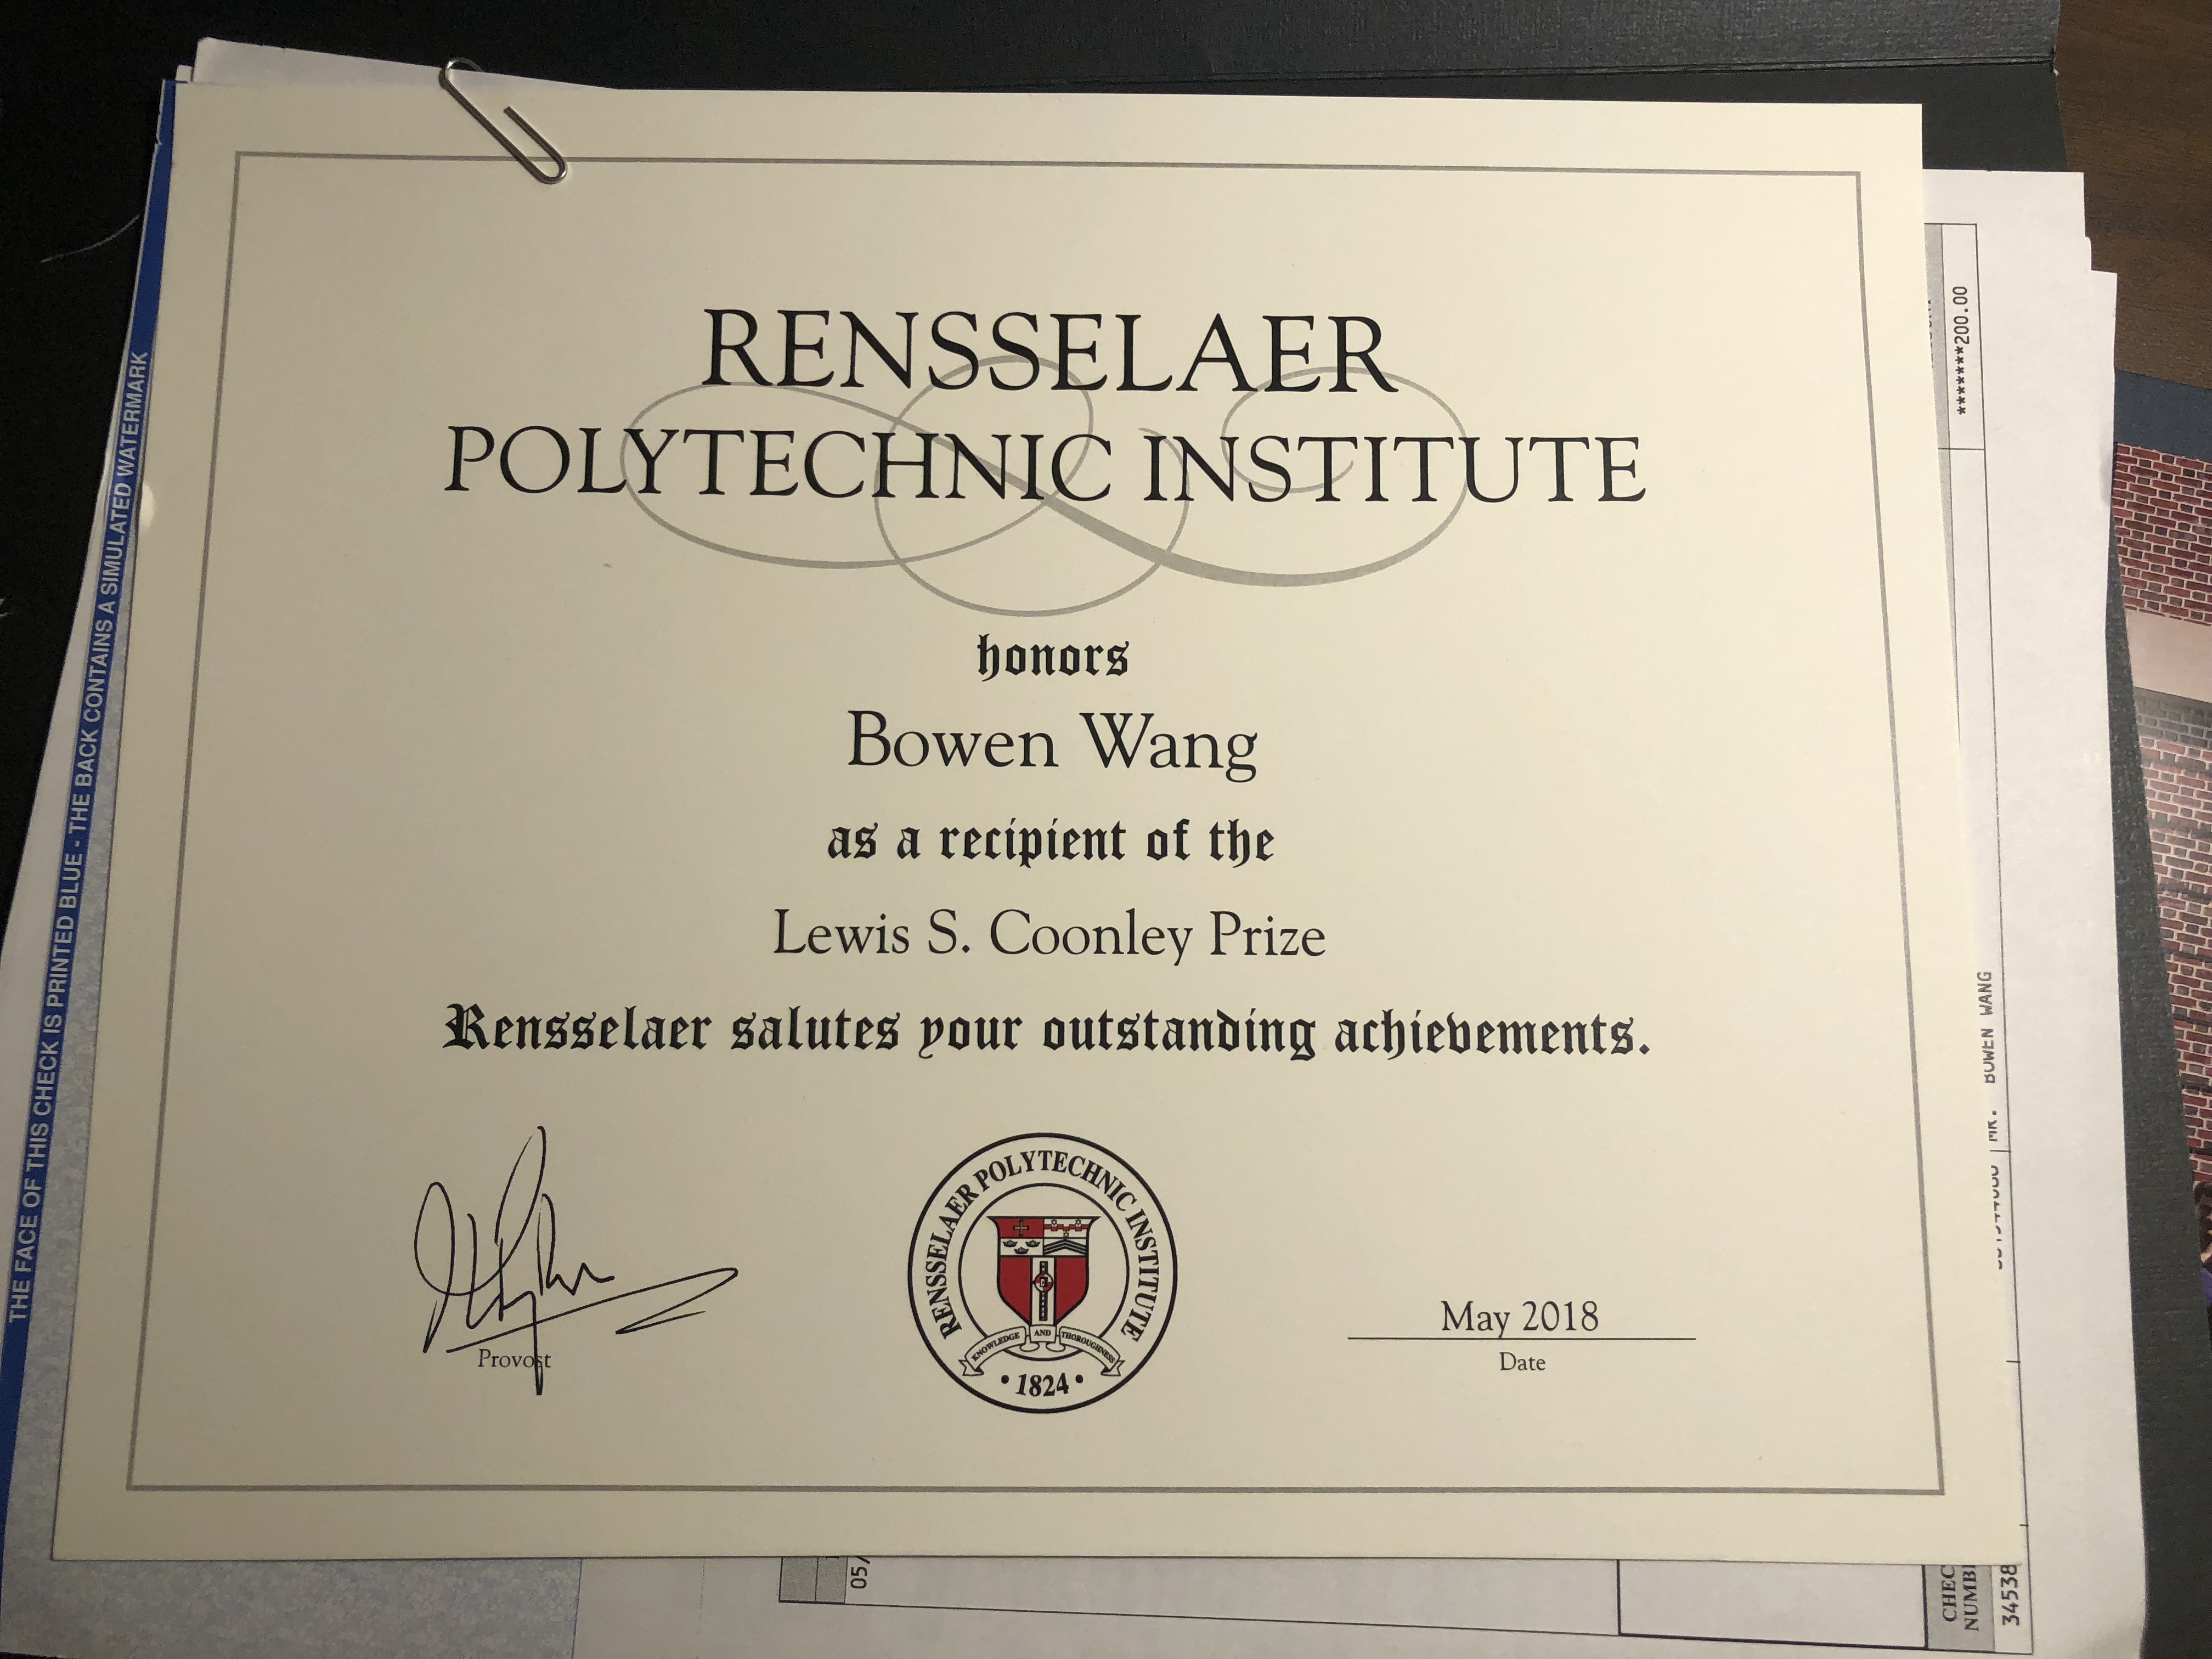 THE FACE OF THIS CHECK IS PRINTED BLUE - THE BACK CONTAINS A SIMULATED WATERMARK
RENSSELAER
POLYTECHNIC INSTITUTE
honors
Bowen Wang
as a recipient of the
Lewis S. Coonley Prize
Rensselaer salutes your outstanding achievements.
Provost
RENSSELAER POLYTECHNIC INSTITUTE
KNOWLEDGE AND THOROUGHNESS
• 1824 •
May 2018
Date
05/
CHEC
NUMB
34538
MR. BOWEN WANG
*******200.00